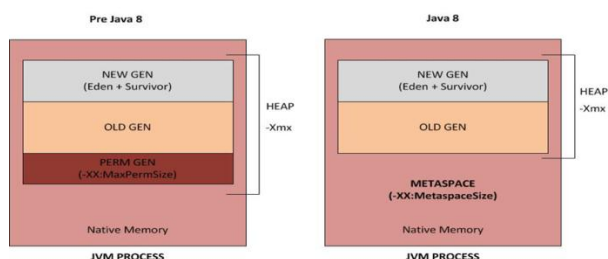 Pre Java 8
NEW GEN
(Eden + Survivor)
OLD GEN
PERM GEN
(-XX:MaxPermSize)
Native Memory
HEAP
-Xmx
JVM PROCESS
Java 8
NEW GEN
(Eden + Survivor)
OLD GEN
METASPACE
(-XX:MetaspaceSize)
Native Memory
HEAP
-Xmx
JVM PROCESS